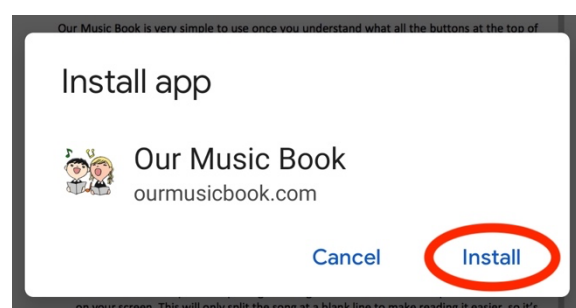 Our Music Book is very simple to use once you understand what all the buttons at the top of
Install app
Our Music Book
ourmusicbook.com
Cancel Install
on your screen. This will only split the song at a blank line to make reading it easier, so it's